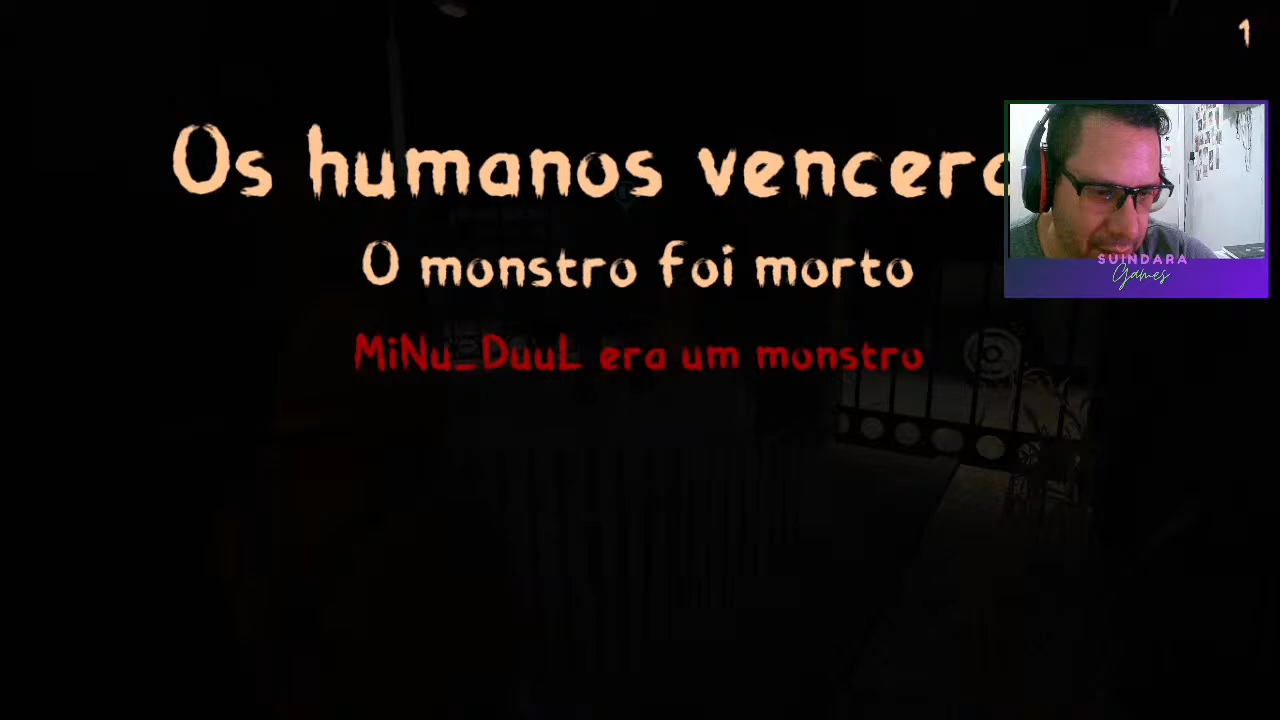 1
Os humanos vencera
O monstro foi morto
MiNu_DuuL era um monstro
SUINDARA
Games